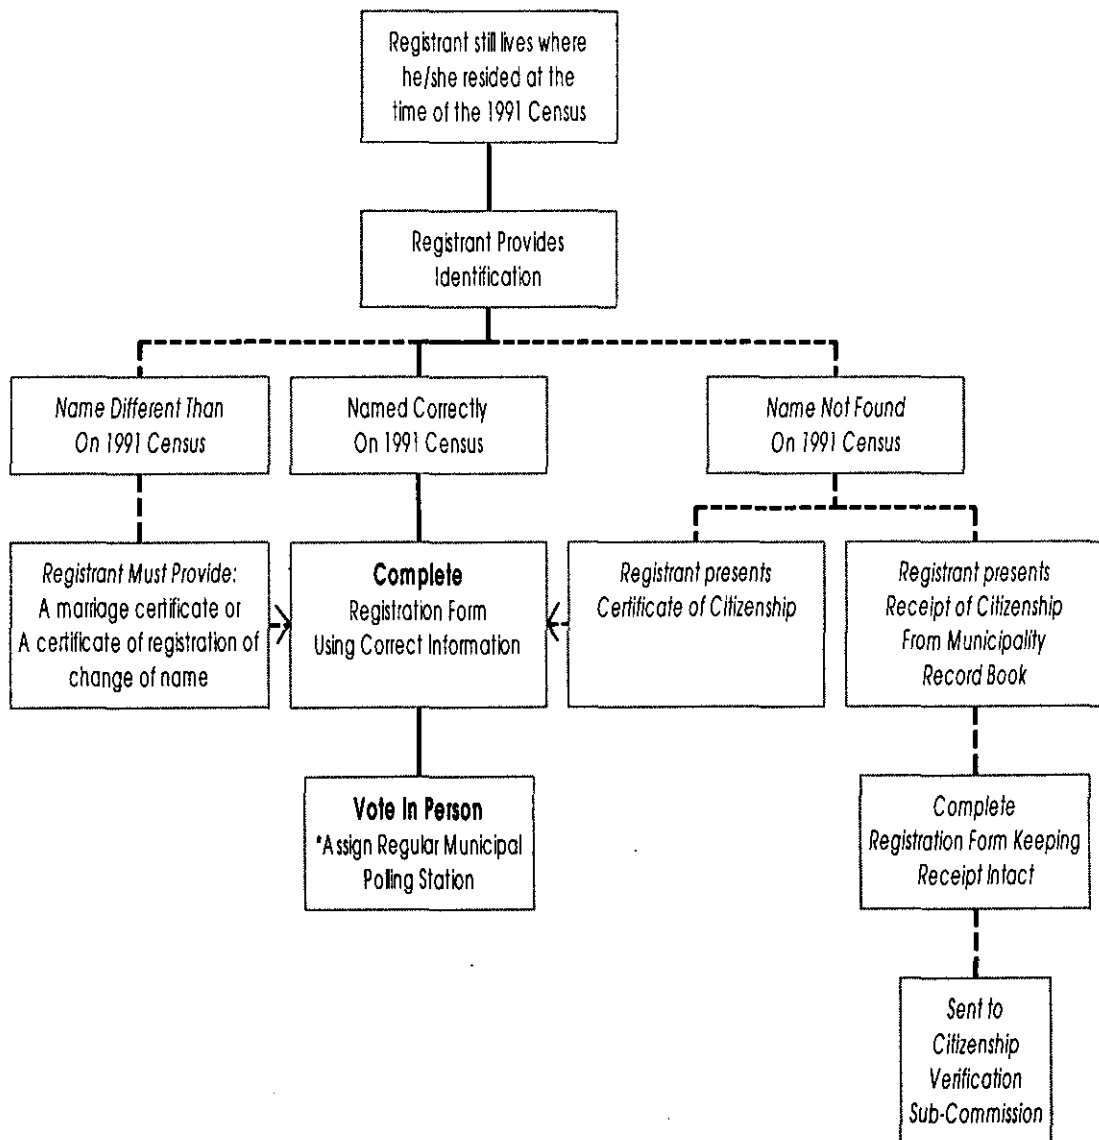 Registrant still lives where
he/she resided at the
time of the 1991 Census
Registrant Provides
Identification
Name Different Than
On 1991 Census
Named Correctly
On 1991 Census
Name Not Found
On 1991 Census
Registrant Must Provide:
A marriage certificate or
A certificate of registration of
change of name
Complete
Registration Form
Using Correct Information
Registrant presents
Certificate of Citizenship
Registrant presents
Receipt of Citizenship
From Municipality
Record Book
Vote In Person
*Assign Regular Municipal
Polling Station
Complete
Registration Form Keeping
Receipt Intact
Sent to
Citizenship
Verification
Sub-Commission